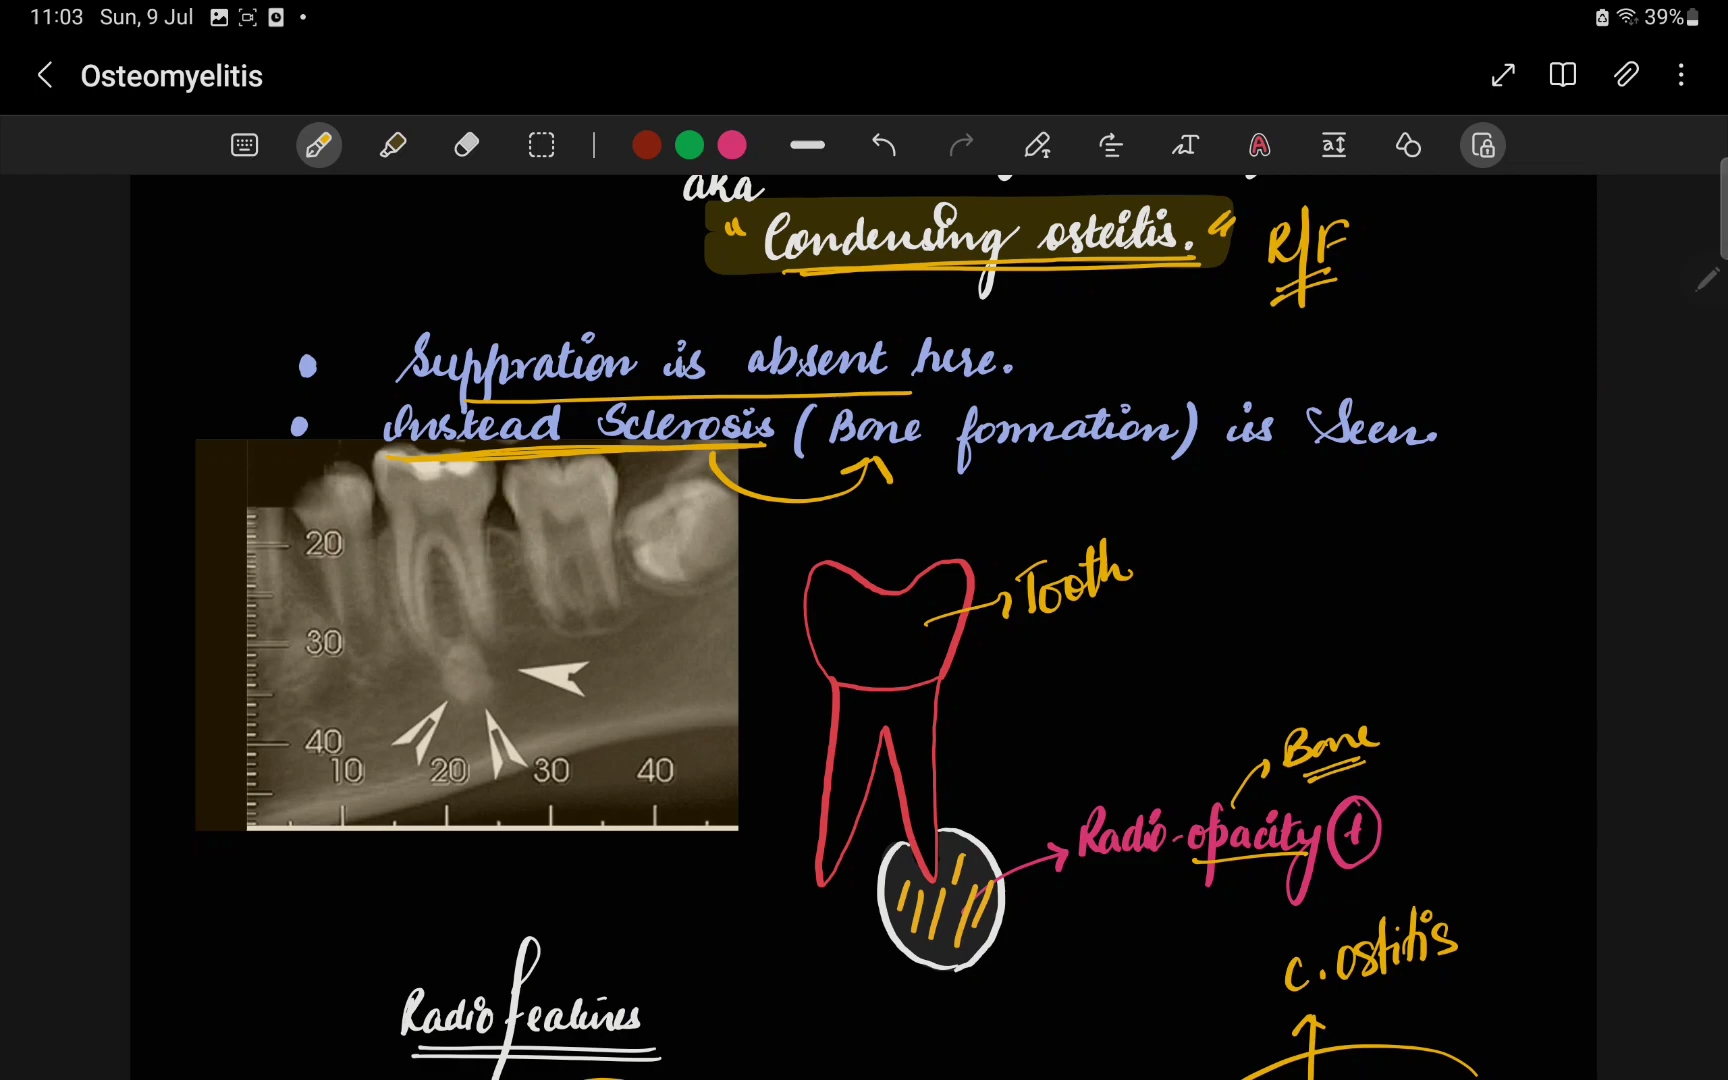 11:03 Sun, 9 Jul 39%
Osteomyelitis
aka
"Condensing osteitis." R/F
• Suppration is absent here.
• Instead Sclerosis (Bone formation) is Seen.
20
30
40
10 20 30 40
Tooth
Bone
Radio-opacity +
C. ostitis
Radio features